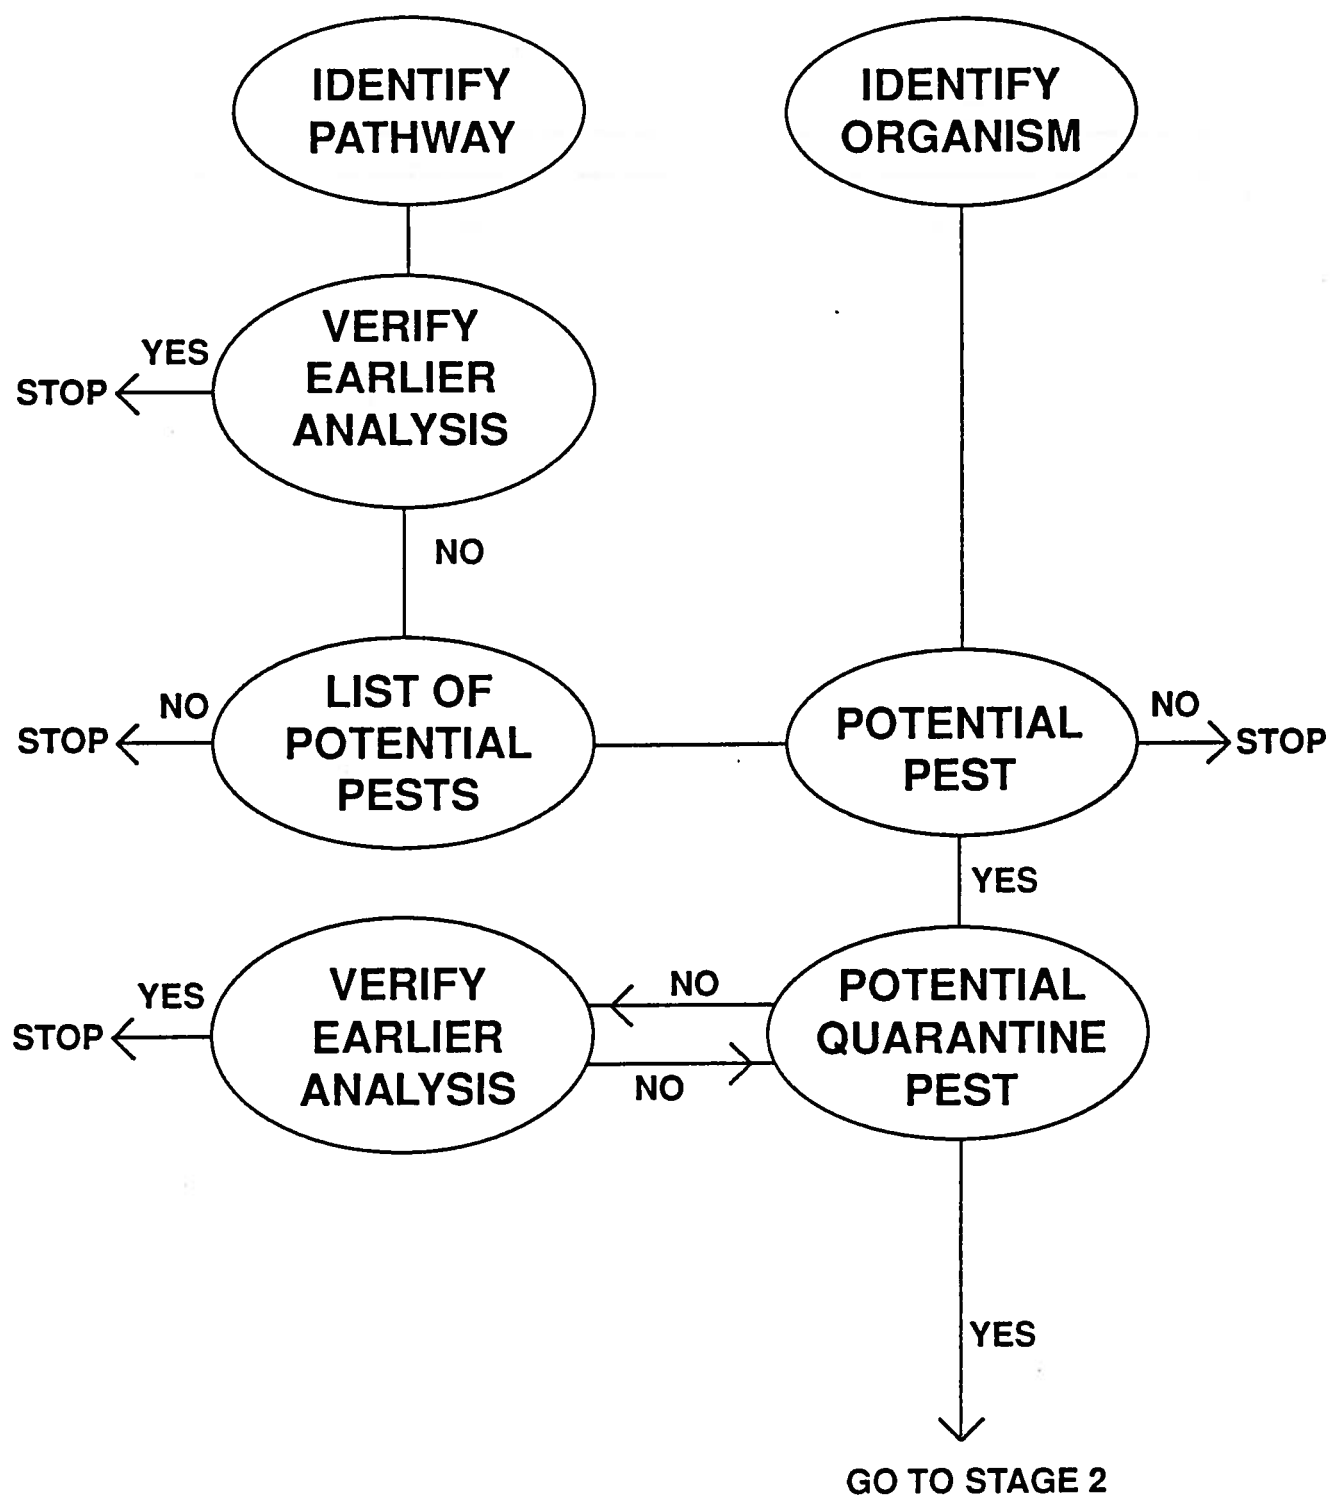 IDENTIFY
PATHWAY
IDENTIFY
ORGANISM
VERIFY
EARLIER
ANALYSIS
YES
STOP
NO
LIST OF
POTENTIAL
PESTS
NO
STOP
POTENTIAL
PEST
NO
STOP
YES
VERIFY
EARLIER
ANALYSIS
YES
STOP
NO
NO
POTENTIAL
QUARANTINE
PEST
YES
GO TO STAGE 2